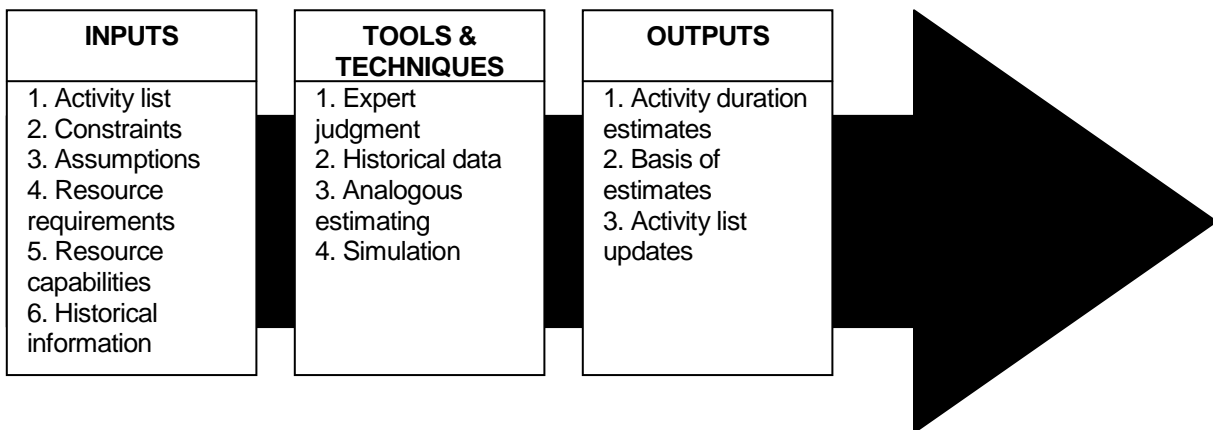 INPUTS
1. Activity list
2. Constraints
3. Assumptions
4. Resource
requirements
5. Resource
capabilities
6. Historical
information
TOOLS &
TECHNIQUES
1. Expert
judgment
2. Historical data
3. Analogous
estimating
4. Simulation
OUTPUTS
1. Activity duration
estimates
2. Basis of
estimates
3. Activity list
updates